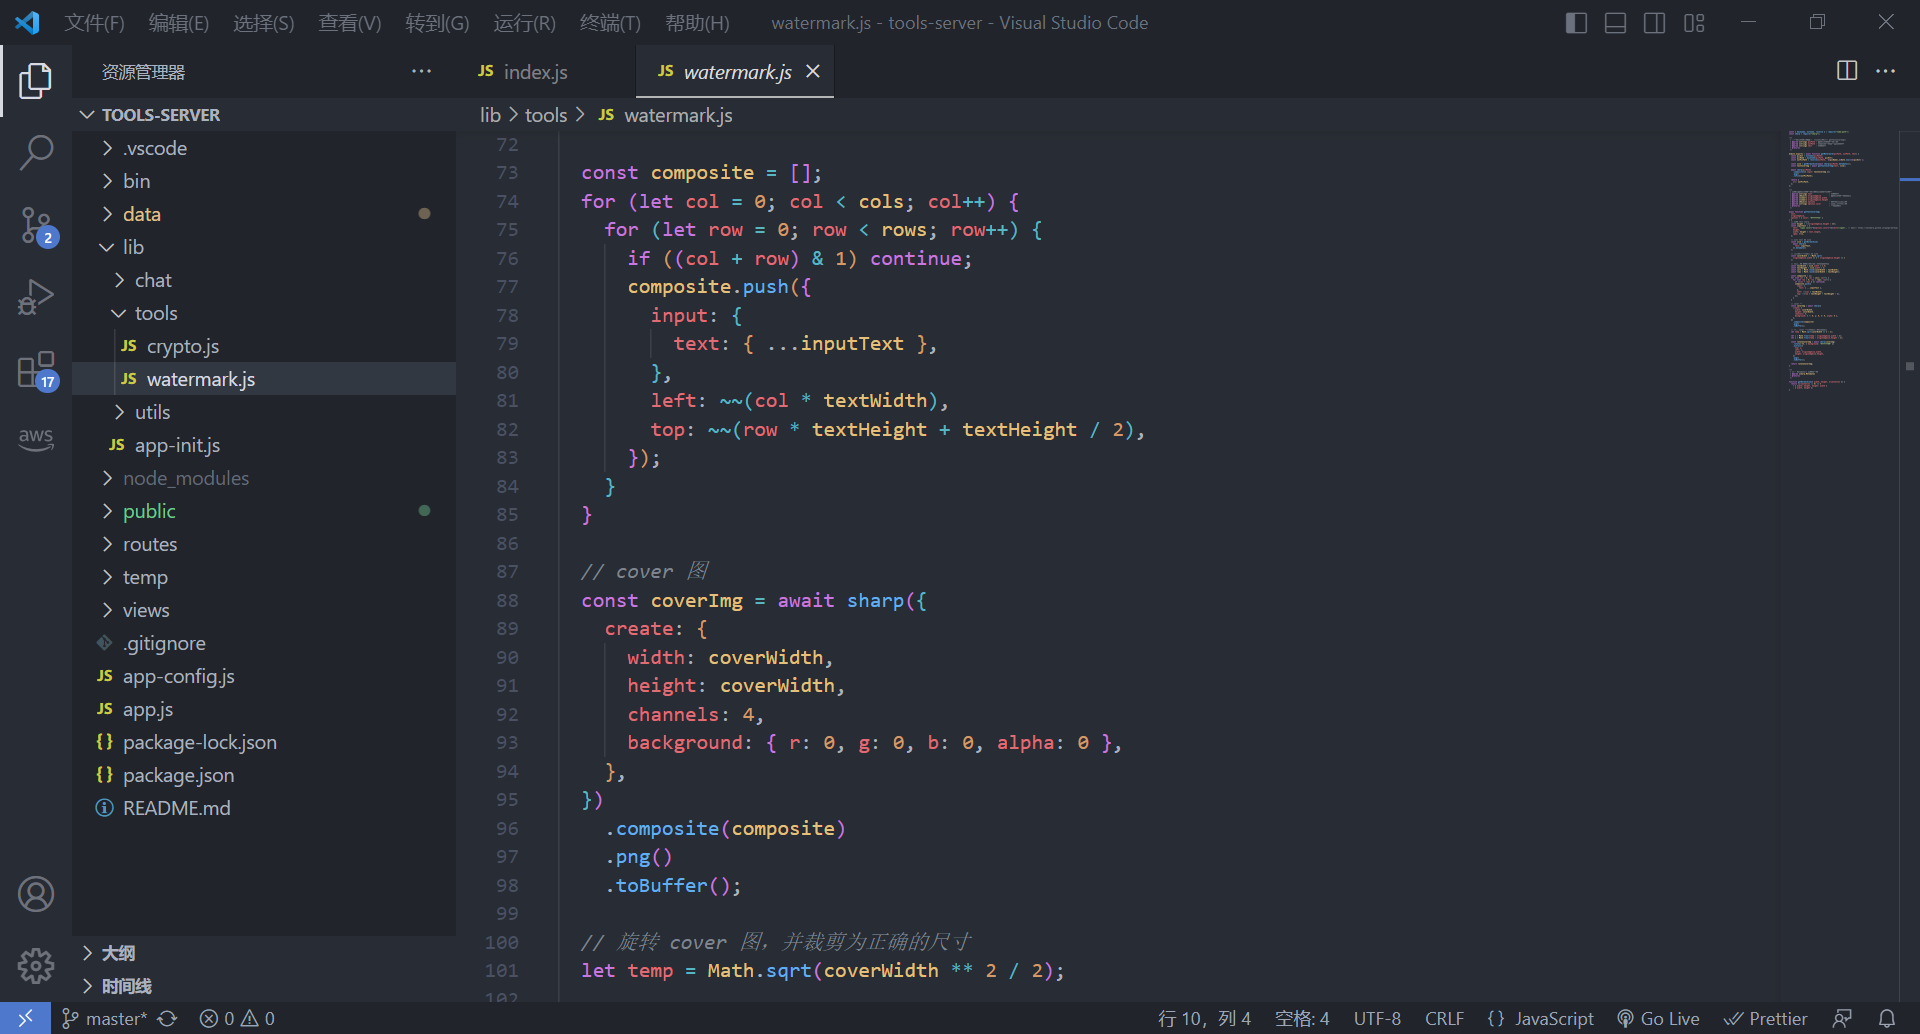 文件(F) 编辑(E) 选择(S) 查看(V) 转到(G) 运行(R) 终端(T) 帮助(H) watermark.js - tools-server - Visual Studio Code
资源管理器
TOOLS-SERVER
.vscode
bin
data
lib
chat
tools
JS crypto.js
JS watermark.js
utils
JS app-init.js
node_modules
public
routes
temp
views
.gitignore
JS app-config.js
JS app.js
{} package-lock.json
{} package.json
README.md
大纲
时间线
2
17
aws
JS index.js
JS watermark.js
lib > tools > JS watermark.js
72
73 const composite = [];
74 for (let col = 0; col < cols; col++) {
75 for (let row = 0; row < rows; row++) {
76 if ((col + row) & 1) continue;
77 composite.push({
78 input: {
79 text: { ...inputText },
80 },
81 left: ~~(col * textWidth),
82 top: ~~(row * textHeight + textHeight / 2),
83 });
84 }
85 }
86
87 // cover 图
88 const coverImg = await sharp({
89 create: {
90 width: coverWidth,
91 height: coverWidth,
92 channels: 4,
93 background: { r: 0, g: 0, b: 0, alpha: 0 },
94 },
95 })
96 .composite(composite)
97 .png()
98 .toBuffer();
99
100 // 旋转 cover 图，并裁剪为正确的尺寸
101 let temp = Math.sqrt(coverWidth ** 2 / 2);
102
master* 0 0 行 10，列 4 空格: 4 UTF-8 CRLF {} JavaScript Go Live Prettier